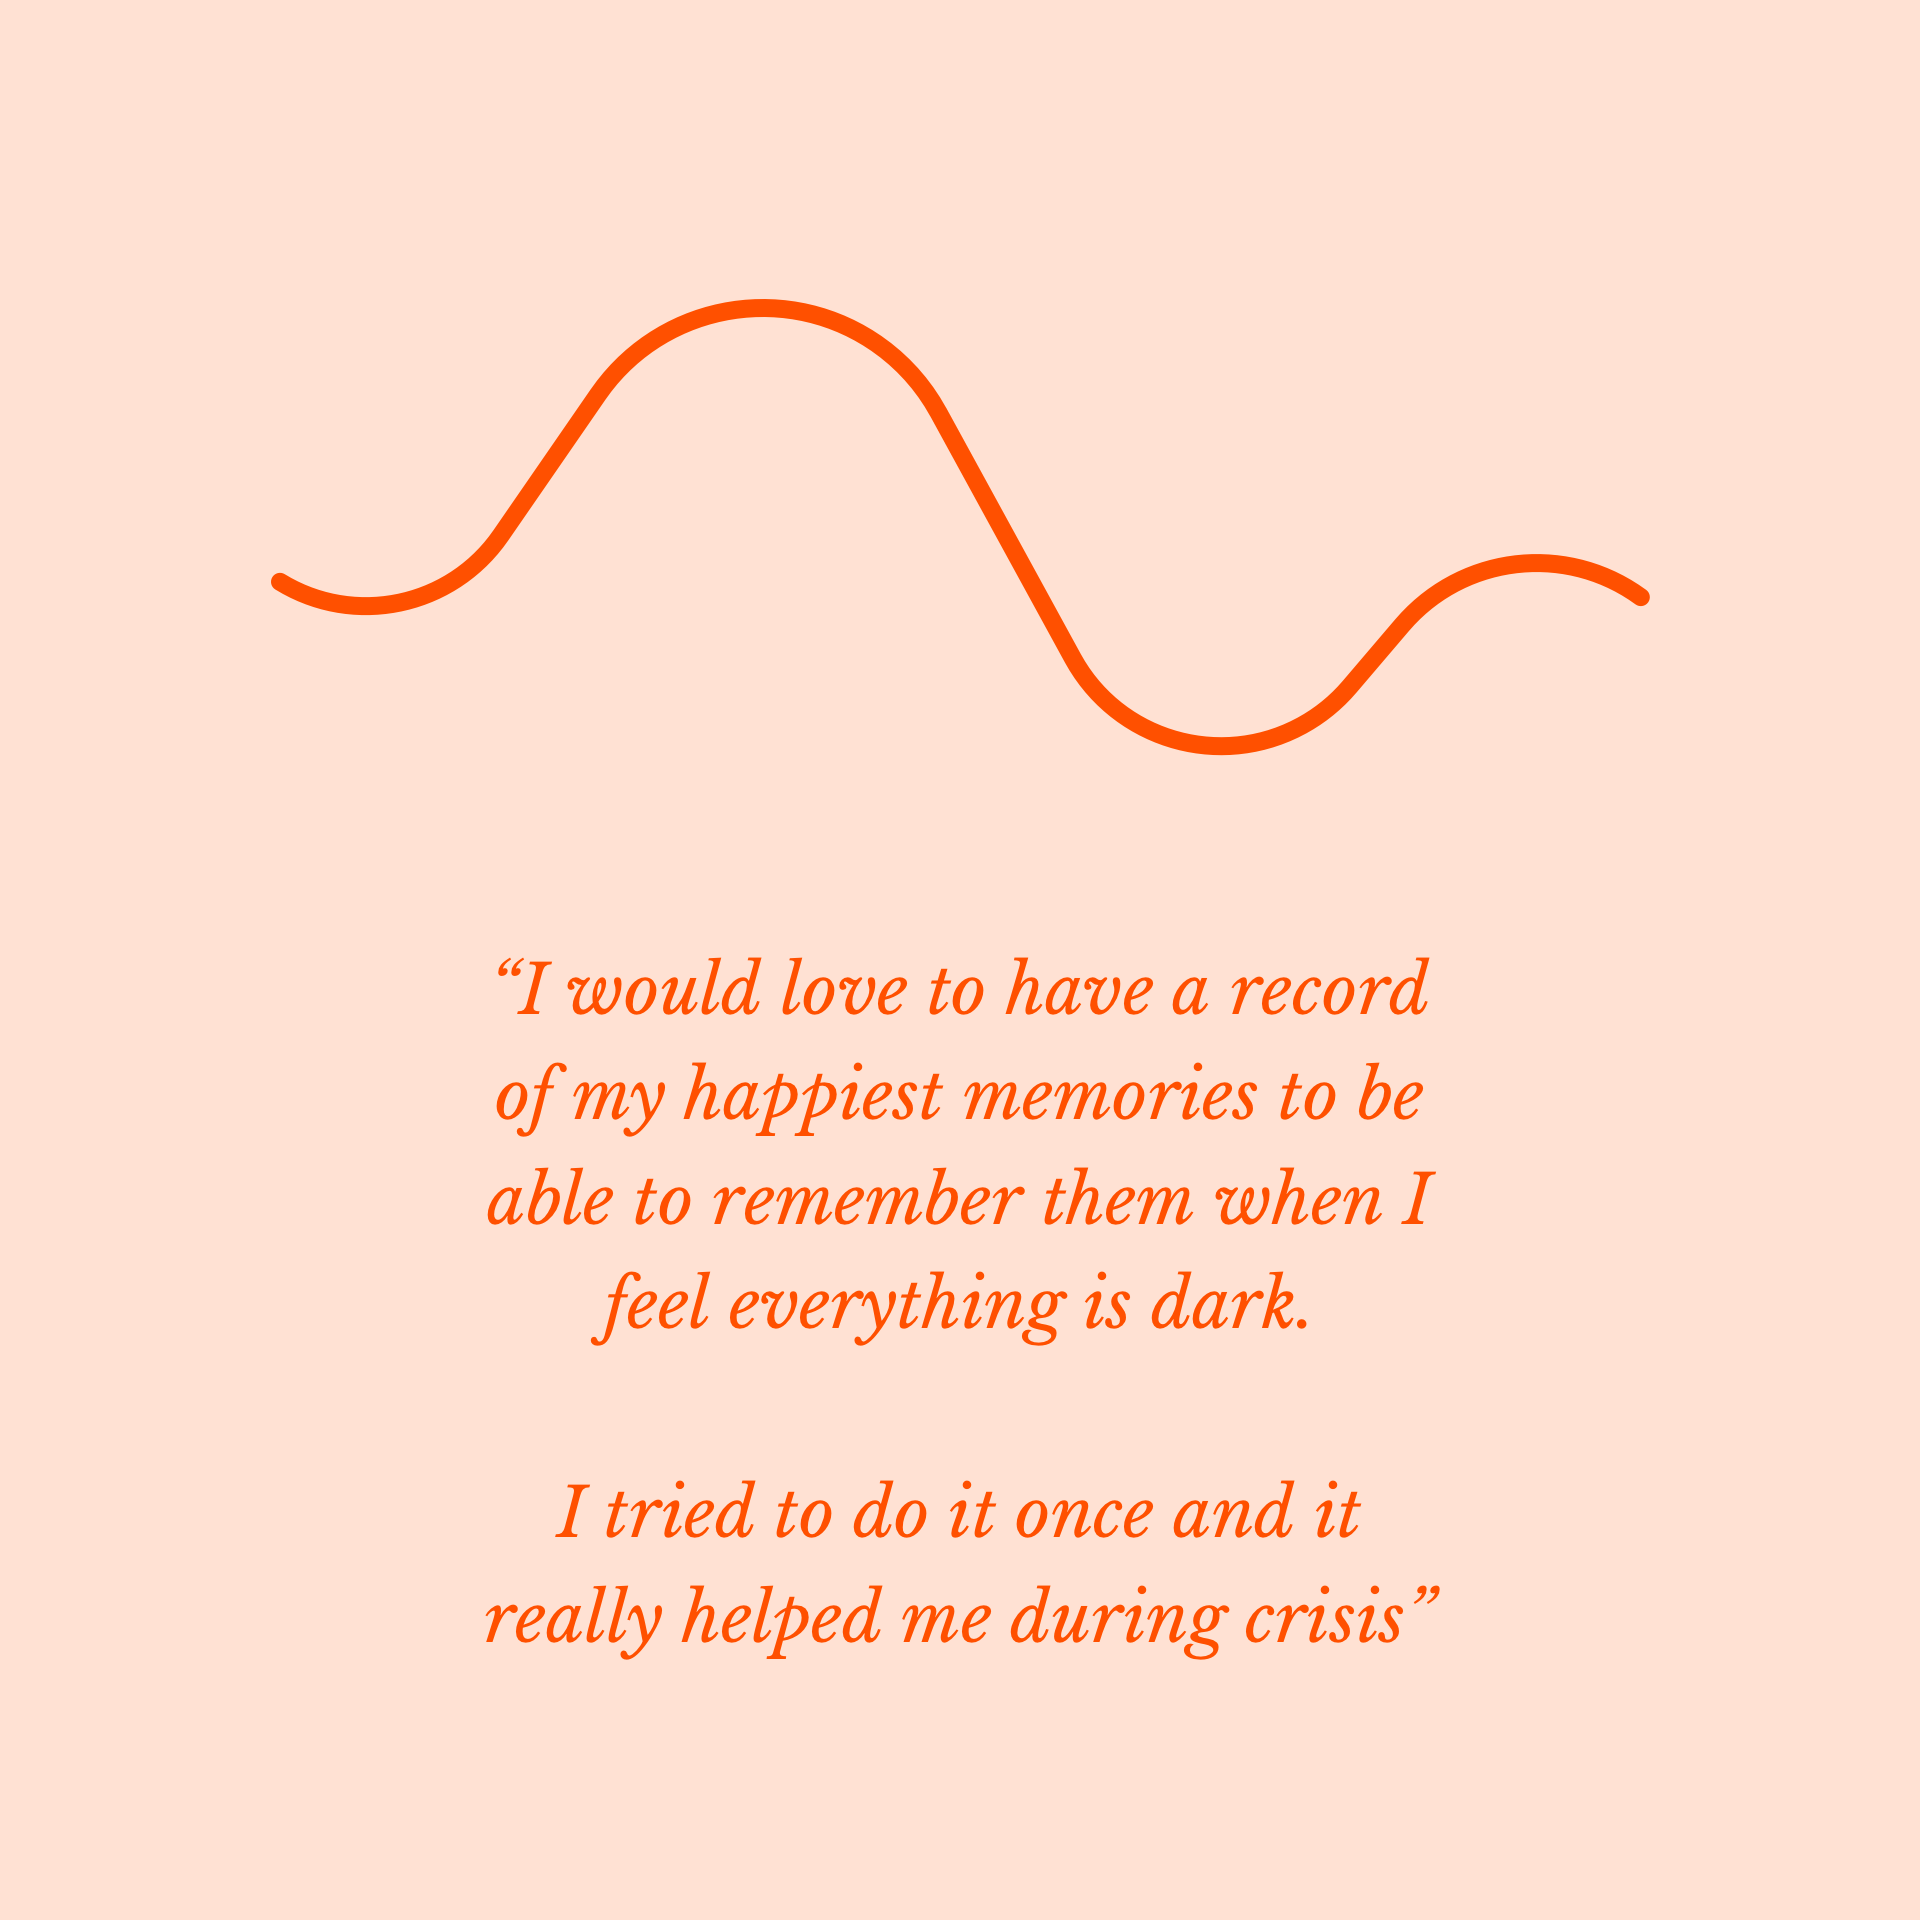 “I would love to have a record
of my happiest memories to be
able to remember them when I
feel everything is dark.
I tried to do it once and it
really helped me during crisis”